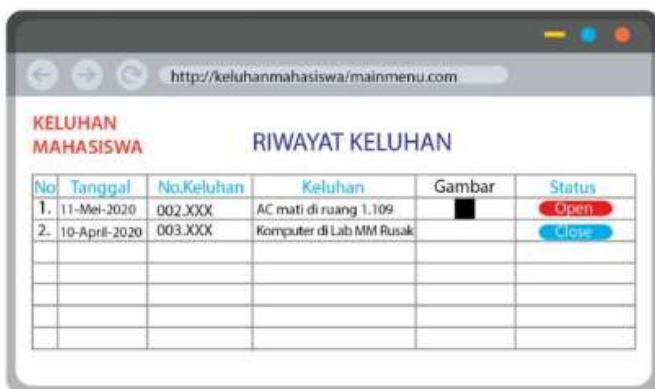 http://keluhanmahasiswa/mainmenu.com
KELUHAN
MAHASISWA
RIWAYAT KELUHAN
No Tanggal No.Keluhan Keluhan Gambar Status
1. 11-Mei-2020 002.XXX AC mati di ruang 1.109 Open
2. 10-April-2020 003.XXX Komputer di Lab MM Rusak Close